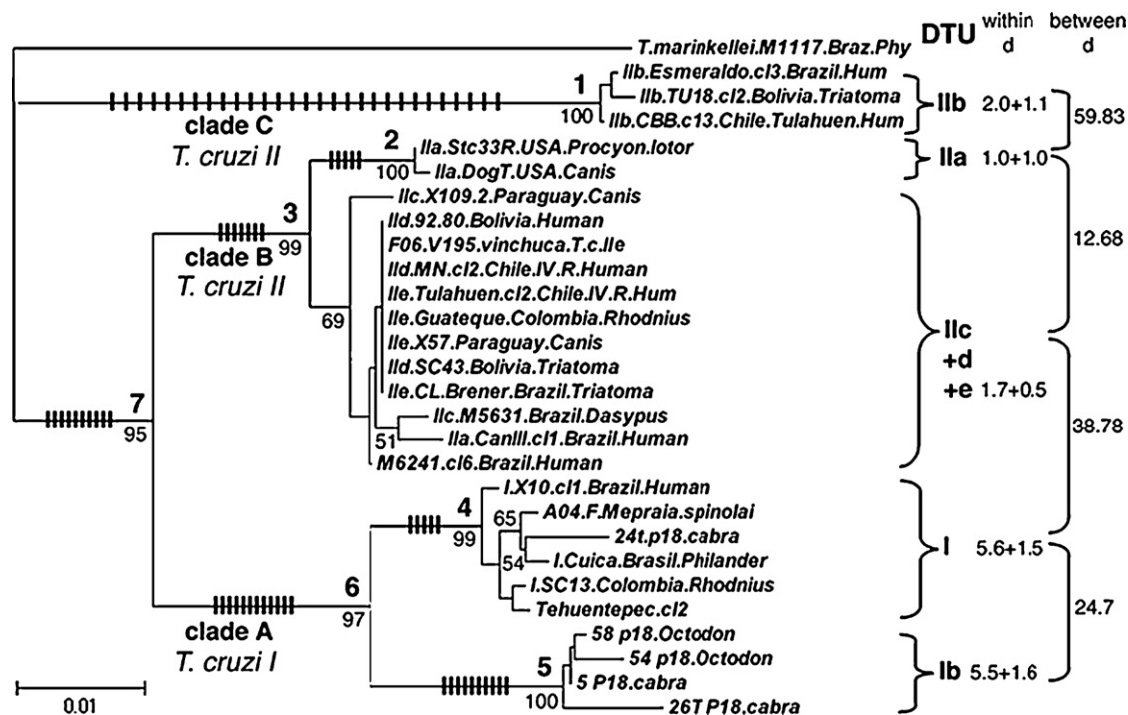 DTU within d between d
T.marinkellei.M1117.Braz.Phy
1 IIb.Esmeraldo.cl3.Brazil.Hum
IIb.TU18.cl2.Bolivia.Triatoma IIb 2.0+1.1
100 IIb.CBB.c13.Chile.Tulahuen.Hum 59.83
clade C
T. cruzi II
2 IIa.Stc33R.USA.Procyon.lotor
IIa 1.0+1.0
100 IIa.DogT.USA.Canis
IIc.X109.2.Paraguay.Canis
3 IId.92.80.Bolivia.Human
99 F06.V195.vinchuca.T.c.IIe 12.68
clade B
T. cruzi II
IId.MN.cl2.Chile.IV.R.Human
IIe.Tulahuen.cl2.Chile.IV.R.Hum
69 IIe.Guateque.Colombia.Rhodnius
IIc
IIe.X57.Paraguay.Canis
+d
IId.SC43.Bolivia.Triatoma
+e 1.7+0.5
IIe.CL.Brener.Brazil.Triatoma
7 IIc.M5631.Brazil.Dasypus 38.78
95 51 IIa.CanIII.cl1.Brazil.Human
M6241.cl6.Brazil.Human
I.X10.cl1.Brazil.Human
4 65 A04.F.Mepraia.spinolai
99 24t.p18.cabra
I 5.6+1.5
54 I.Cuica.Brasil.Philander
6 I.SC13.Colombia.Rhodnius
97 Tehuentepec.cl2 24.7
clade A
T. cruzi I
58 p18.Octodon
5 54 p18.Octodon
Ib 5.5+1.6
5 P18.cabra
100 26T P18.cabra
0.01